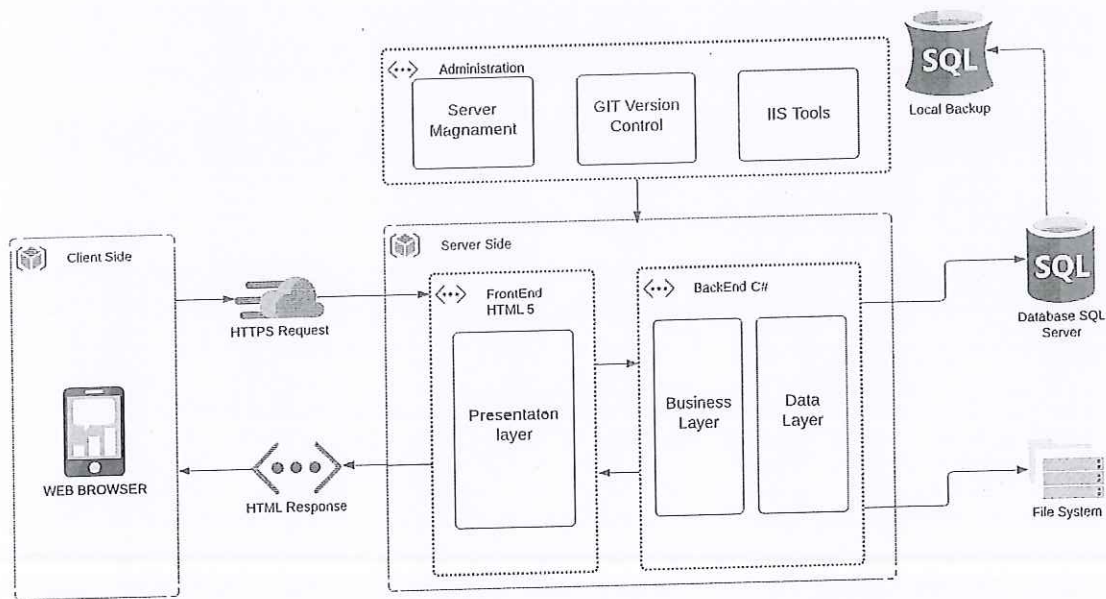 Administration
Server
Magnament
GIT Version
Control
IIS Tools
SQL
Local Backup
Client Side
Server Side
HTTPS Request
FrontEnd
HTML 5
BackEnd C#
SQL
Database SQL
Server
Presentaton
layer
Business
Layer
Data
Layer
WEB BROWSER
HTML Response
File System